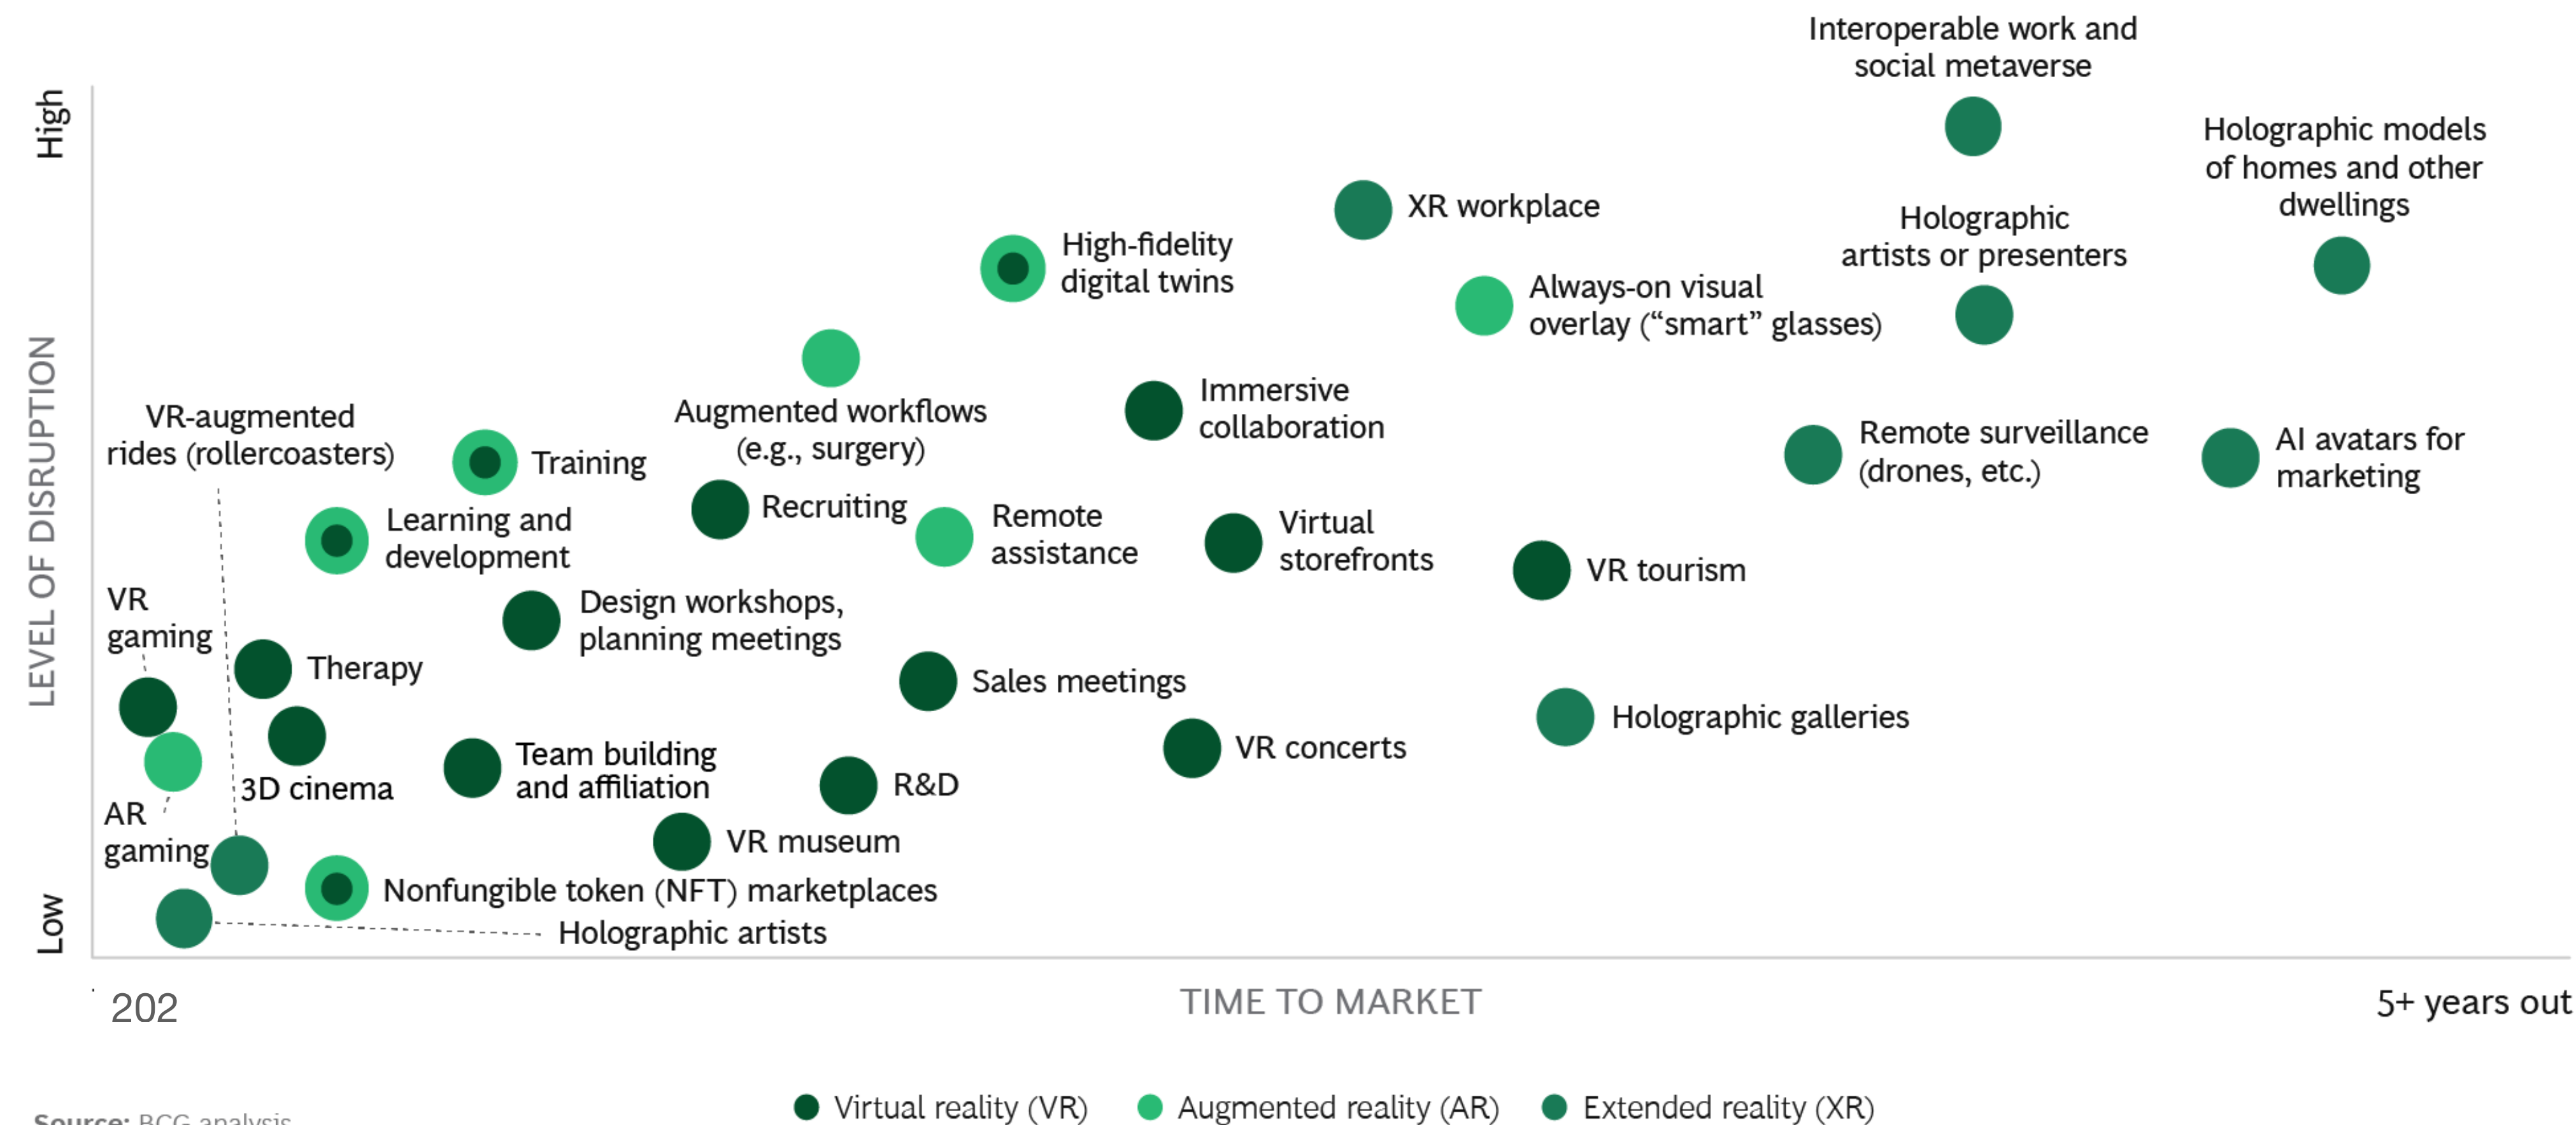 Interoperable work and
social metaverse
High
Holographic models
of homes and other
dwellings
XR workplace
Holographic
artists or presenters
High-fidelity
digital twins
Always-on visual
overlay (“smart” glasses)
LEVEL OF DISRUPTION
Immersive
collaboration
VR-augmented
rides (rollercoasters)
Augmented workflows
(e.g., surgery)
Training
Remote surveillance
(drones, etc.)
AI avatars for
marketing
Recruiting
Learning and
development
Remote
assistance
Virtual
storefronts
VR tourism
VR
gaming
Design workshops,
planning meetings
Therapy
Sales meetings
Holographic galleries
VR concerts
Team building
and affiliation
3D cinema
R&D
AR
gaming
VR museum
Nonfungible token (NFT) marketplaces
Low
Holographic artists
202
TIME TO MARKET
5+ years out
Virtual reality (VR)
Augmented reality (AR)
Extended reality (XR)
Source: BCG analysis